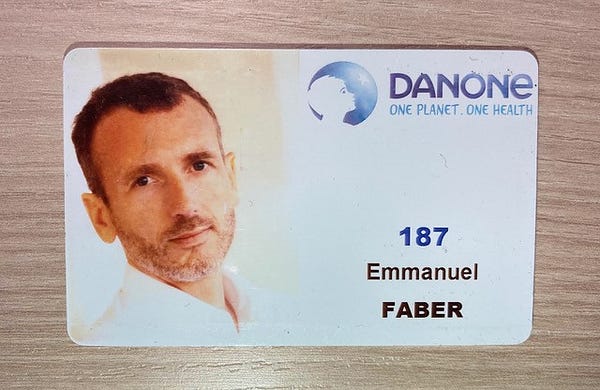 DANONE
ONE PLANET. ONE HEALTH
187
Emmanuel
FABER